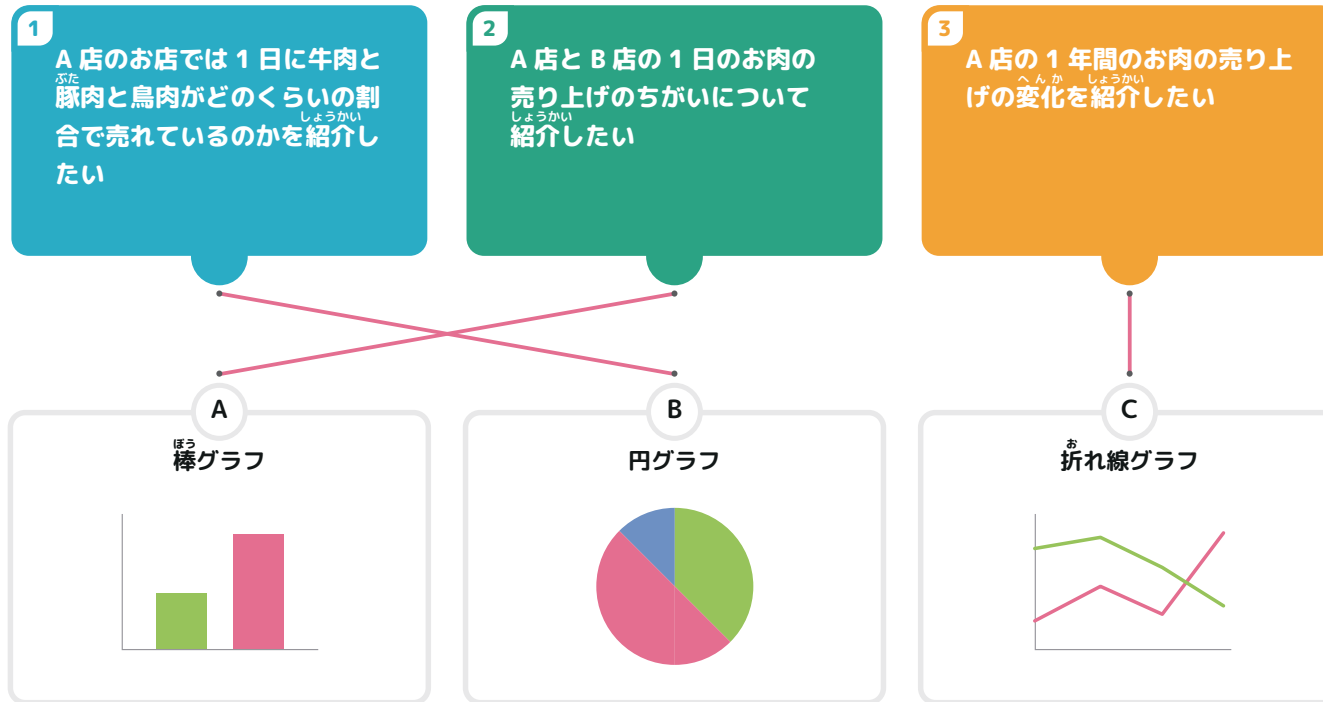 1
A 店のお店では 1 日に牛肉と
豚肉と鳥肉がどのくらいの割
ぶた
合で売れているのかを紹介し
しょうかい
たい
2
A 店と B 店の 1 日のお肉の
売り上げのちがいについて
紹介したい
しょうかい
3
A 店の 1 年間のお肉の売り上
げの変化を紹介したい
へんか しょうかい
A
棒グラフ
ぼう
B
円グラフ
C
折れ線グラフ
お